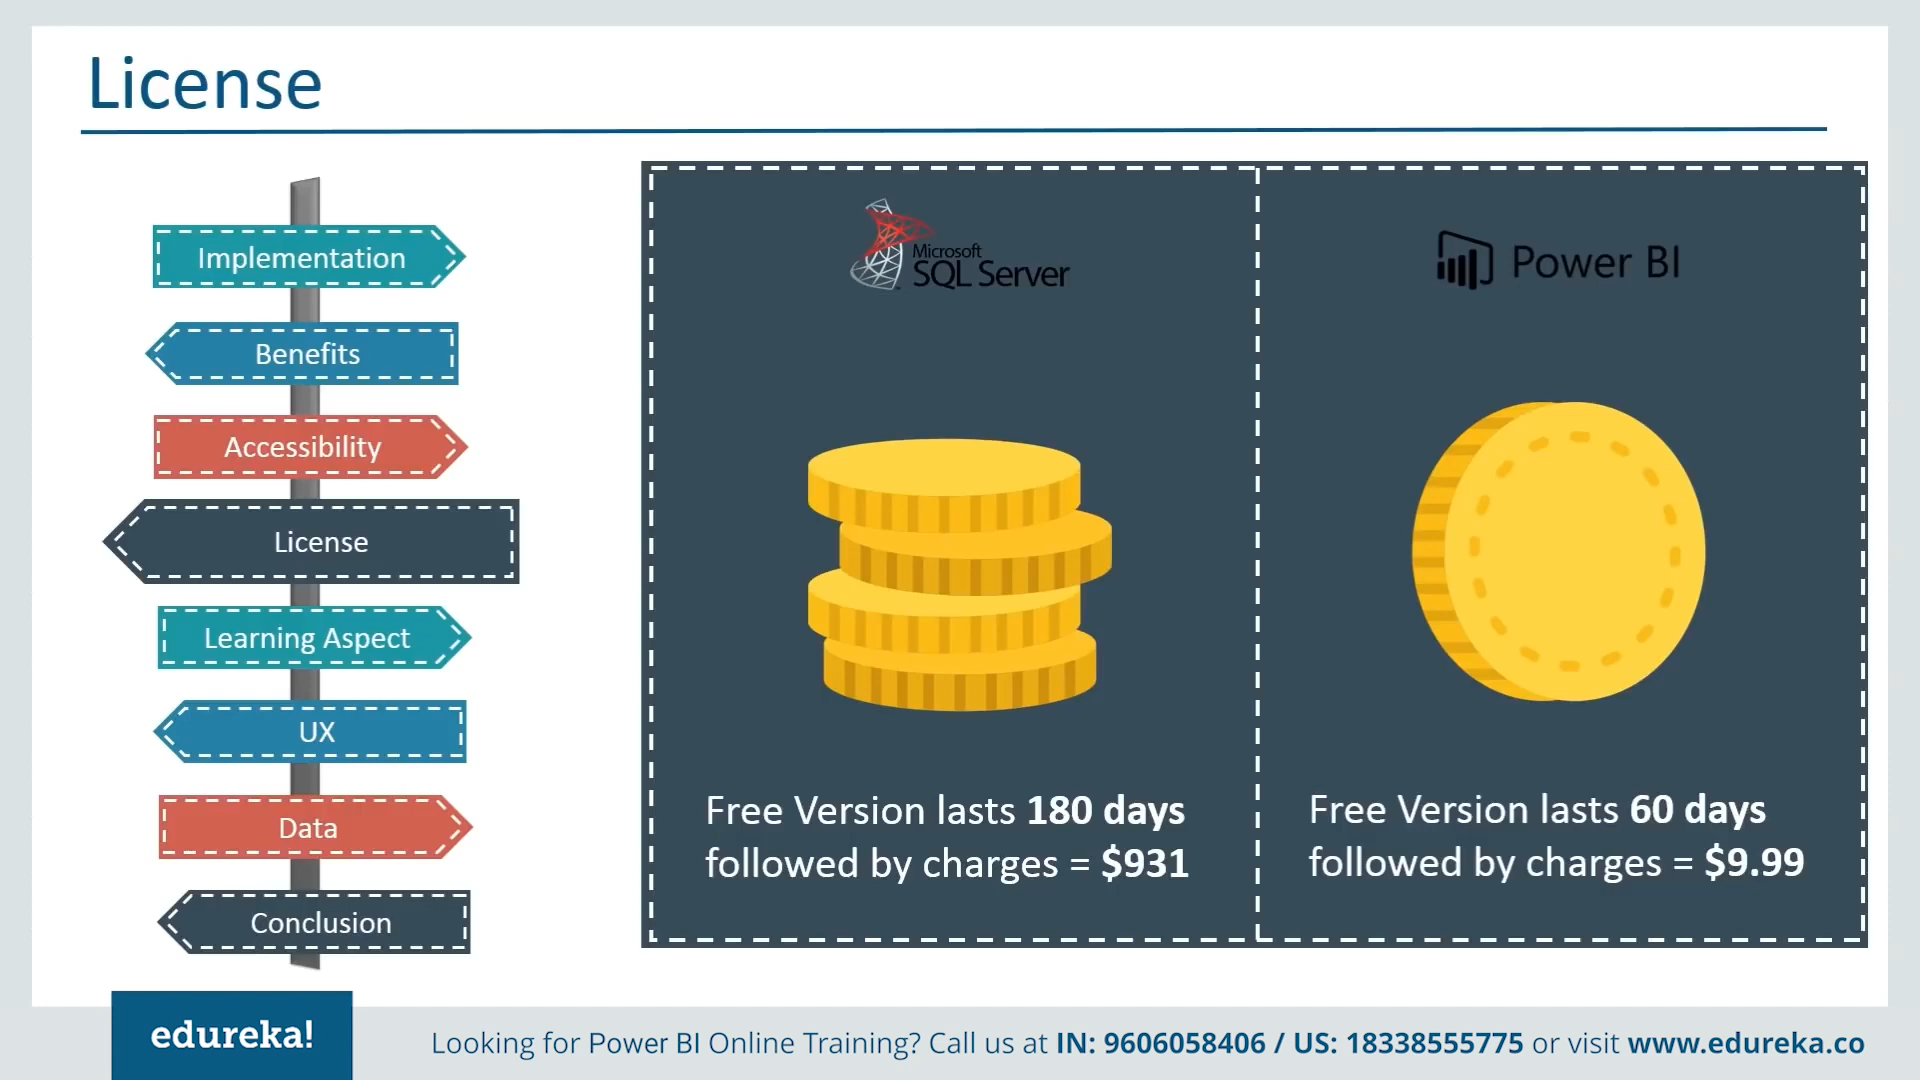 License
Implementation
Benefits
Accessibility
License
Learning Aspect
UX
Data
Conclusion
Microsoft
SQL Server
Free Version lasts 180 days
followed by charges = $931
Power BI
Free Version lasts 60 days
followed by charges = $9.99
edureka!
Looking for Power BI Online Training? Call us at IN: 9606058406 / US: 18338555775 or visit www.edureka.co